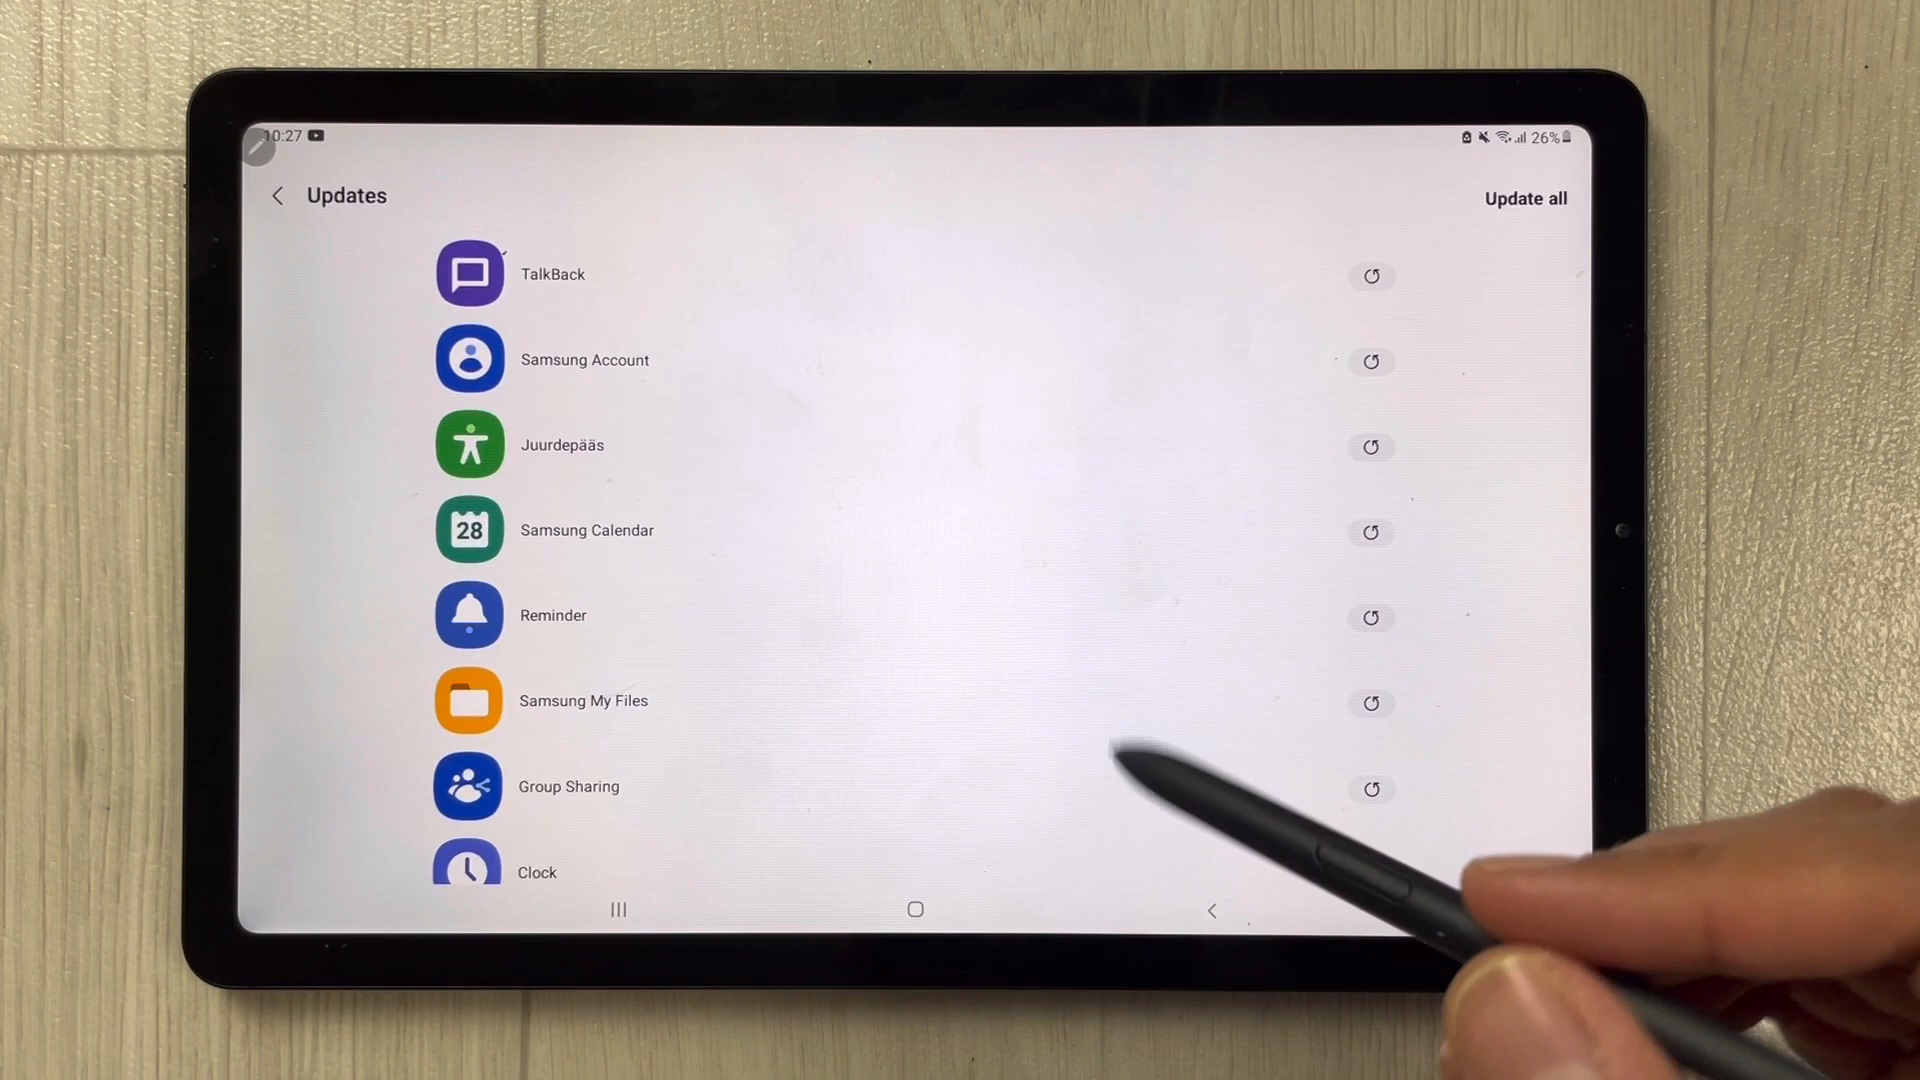 10:27
26%
Updates
Update all
TalkBack
Samsung Account
Juurdepääs
28
Samsung Calendar
Reminder
Samsung My Files
Group Sharing
Clock